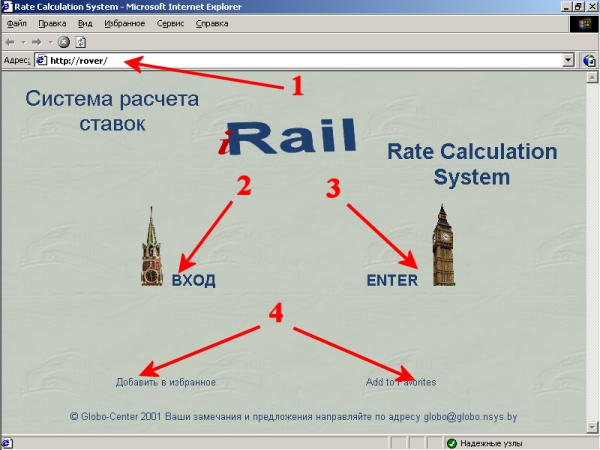 Rate Calculation System - Microsoft Internet Explorer
Файл Правка Вид Избранное Сервис Справка
Адрес: http://rover/
1
Система расчета
ставок
iRail
Rate Calculation
System
2
3
ВХОД
ENTER
4
Добавить в избранное
Add to Favorites
© Globo-Center 2001 Ваши замечания и предложения направляйте по адресу globo@globo.nsys.by
Надежные узлы